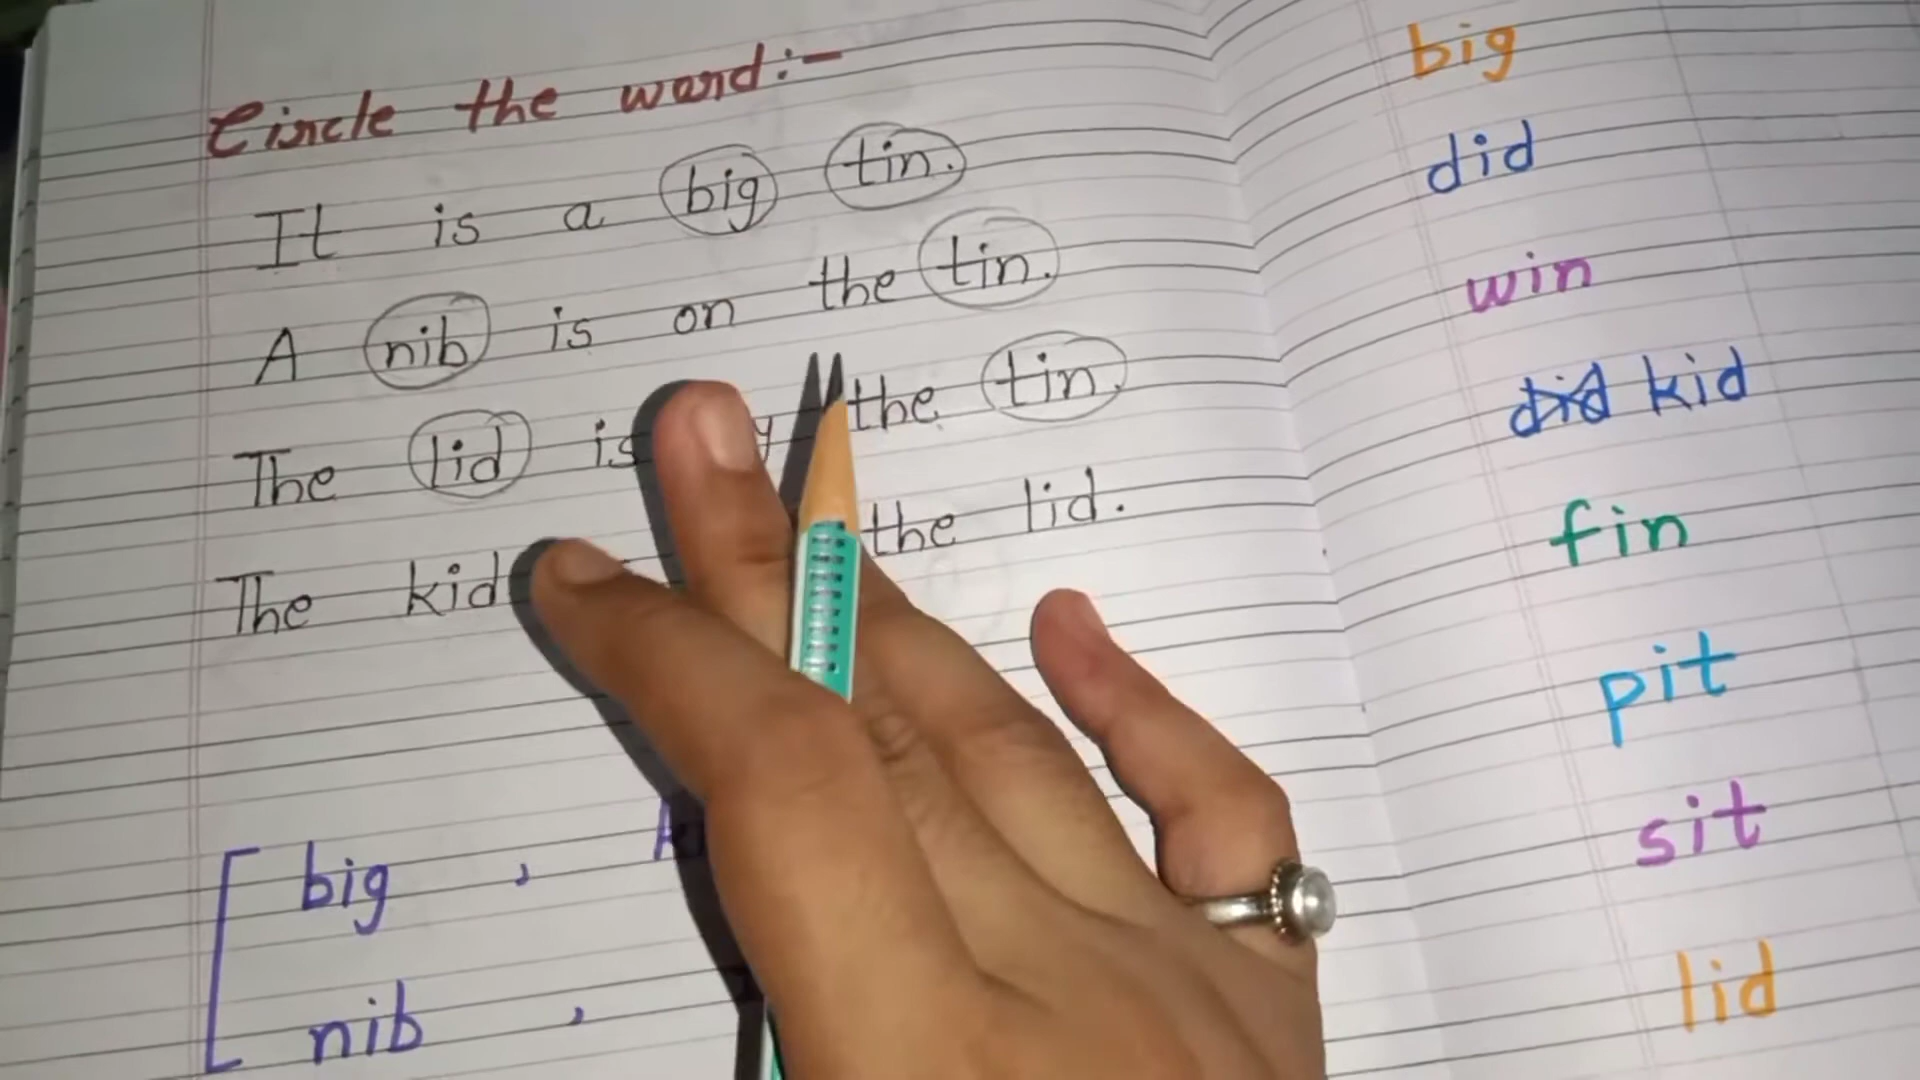 Circle the word:-
It is a big tin.
A nib is on the tin.
The lid is the tin.
The kid the lid.
big ,
nib ,
big
did
win
did kid
fin
pit
sit
lid